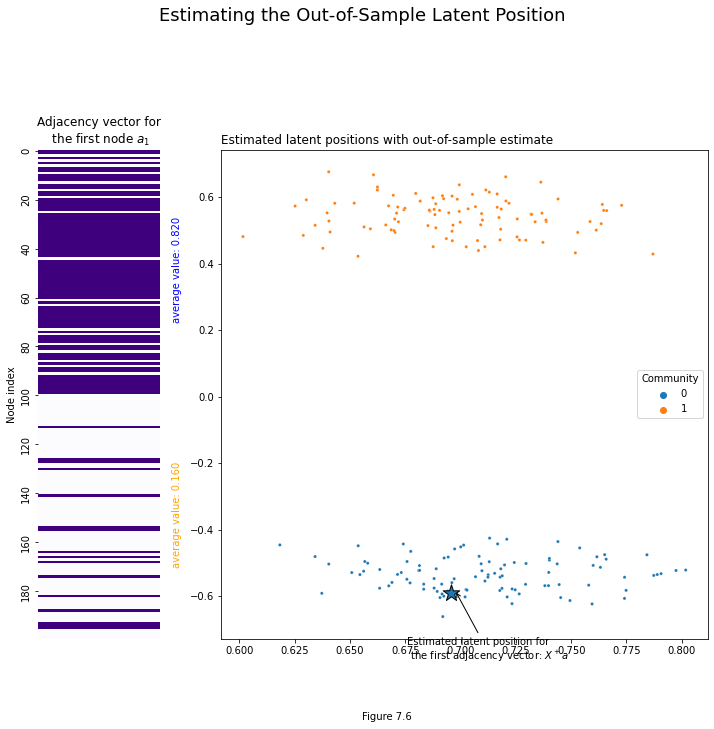 Estimating the Out-of-Sample Latent Position
Adjacency vector for
the first node a₁
Node index
0
20
40
60
80
100
120
140
160
180
average value: 0.820
average value: 0.160
Estimated latent positions with out-of-sample estimate
0.6
0.4
0.2
0.0
−0.2
−0.4
−0.6
Community
0
1
0.600
0.625
0.650
0.675
0.700
0.725
0.750
0.775
0.800
Estimated latent position for
the first adjacency vector: X a
Figure 7.6